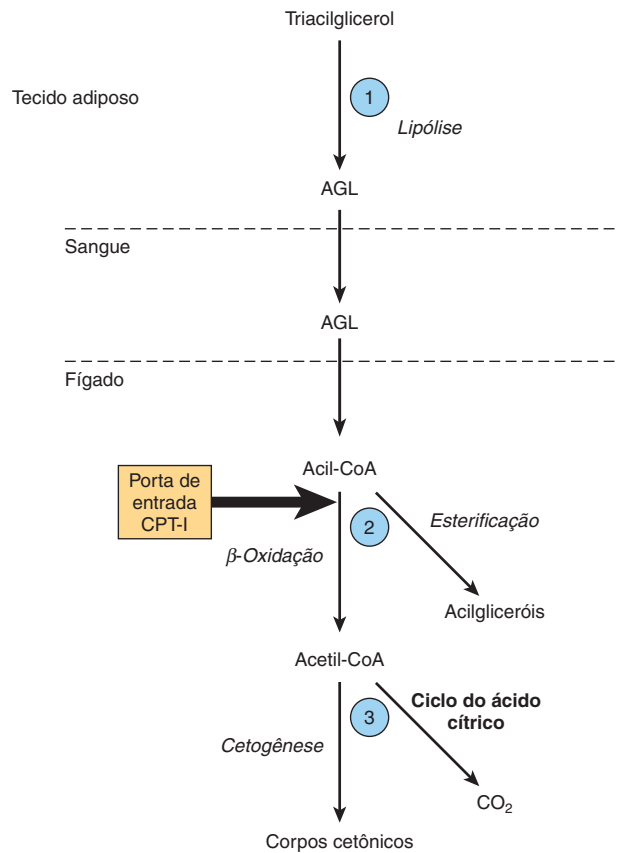 Triacilglicerol
Tecido adiposo
1
Lipólise
AGL
Sangue
AGL
Fígado
Acil-CoA
Porta de
entrada
CPT-I
2
Esterificação
β-Oxidação
Acilgliceróis
Acetil-CoA
3
Ciclo do ácido
cítrico
Cetogênese
CO₂
Corpos cetônicos